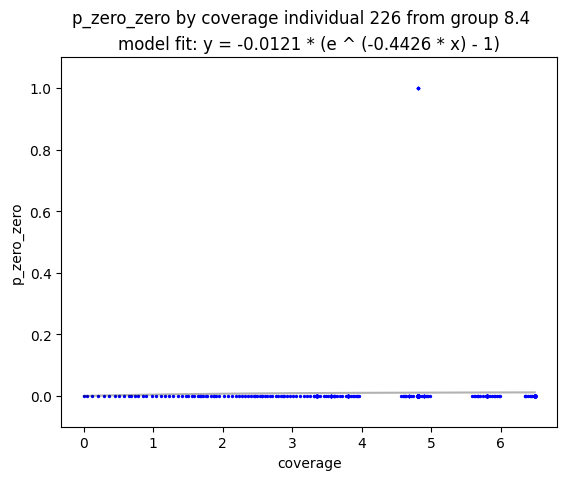 p_zero_zero by coverage individual 226 from group 8.4
model fit: y = -0.0121 * (e ^ (-0.4426 * x) - 1)
1.0
0.8
0.6
0.4
0.2
0.0
p_zero_zero
0 1 2 3 4 5 6
coverage